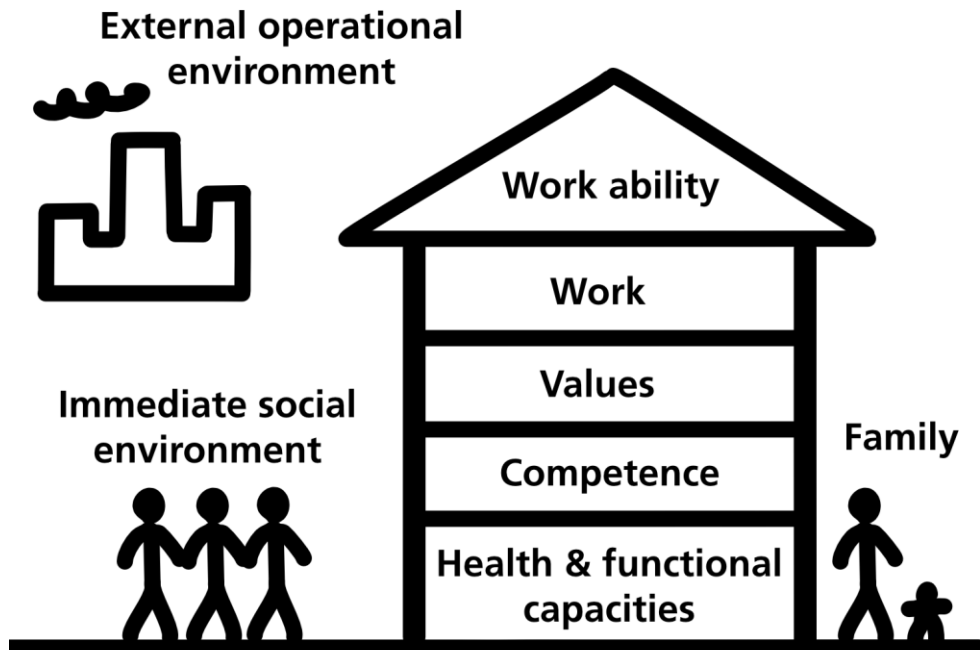 External operational
environment
Work ability
Work
Values
Immediate social
environment
Family
Competence
Health & functional
capacities